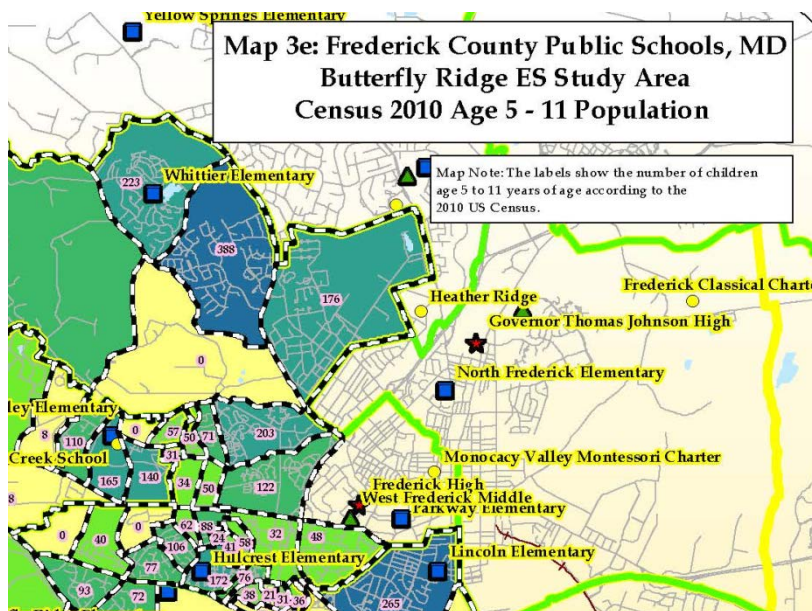 Yellow Springs Elementary
Map 3e: Frederick County Public Schools, MD
Butterfly Ridge ES Study Area
Census 2010 Age 5 - 11 Population
Map Note: The labels show the number of children
age 5 to 11 years of age according to the
2010 US Census.
Whittier Elementary
223
388
176
Heather Ridge
Frederick Classical Charte
Governor Thomas Johnson High
0
North Frederick Elementary
ley Elementary
8
110
0
57
50
71
203
Creek School
31
Monocacy Valley Montessori Charter
165
140
34
50
122
Frederick High
West Frederick Middle
Parkway Elementary
8
0
40
0
62
88
24
41
58
32
48
106
Hillcrest Elementary
Lincoln Elementary
77
172
76
93
72
38
21
31
36
265